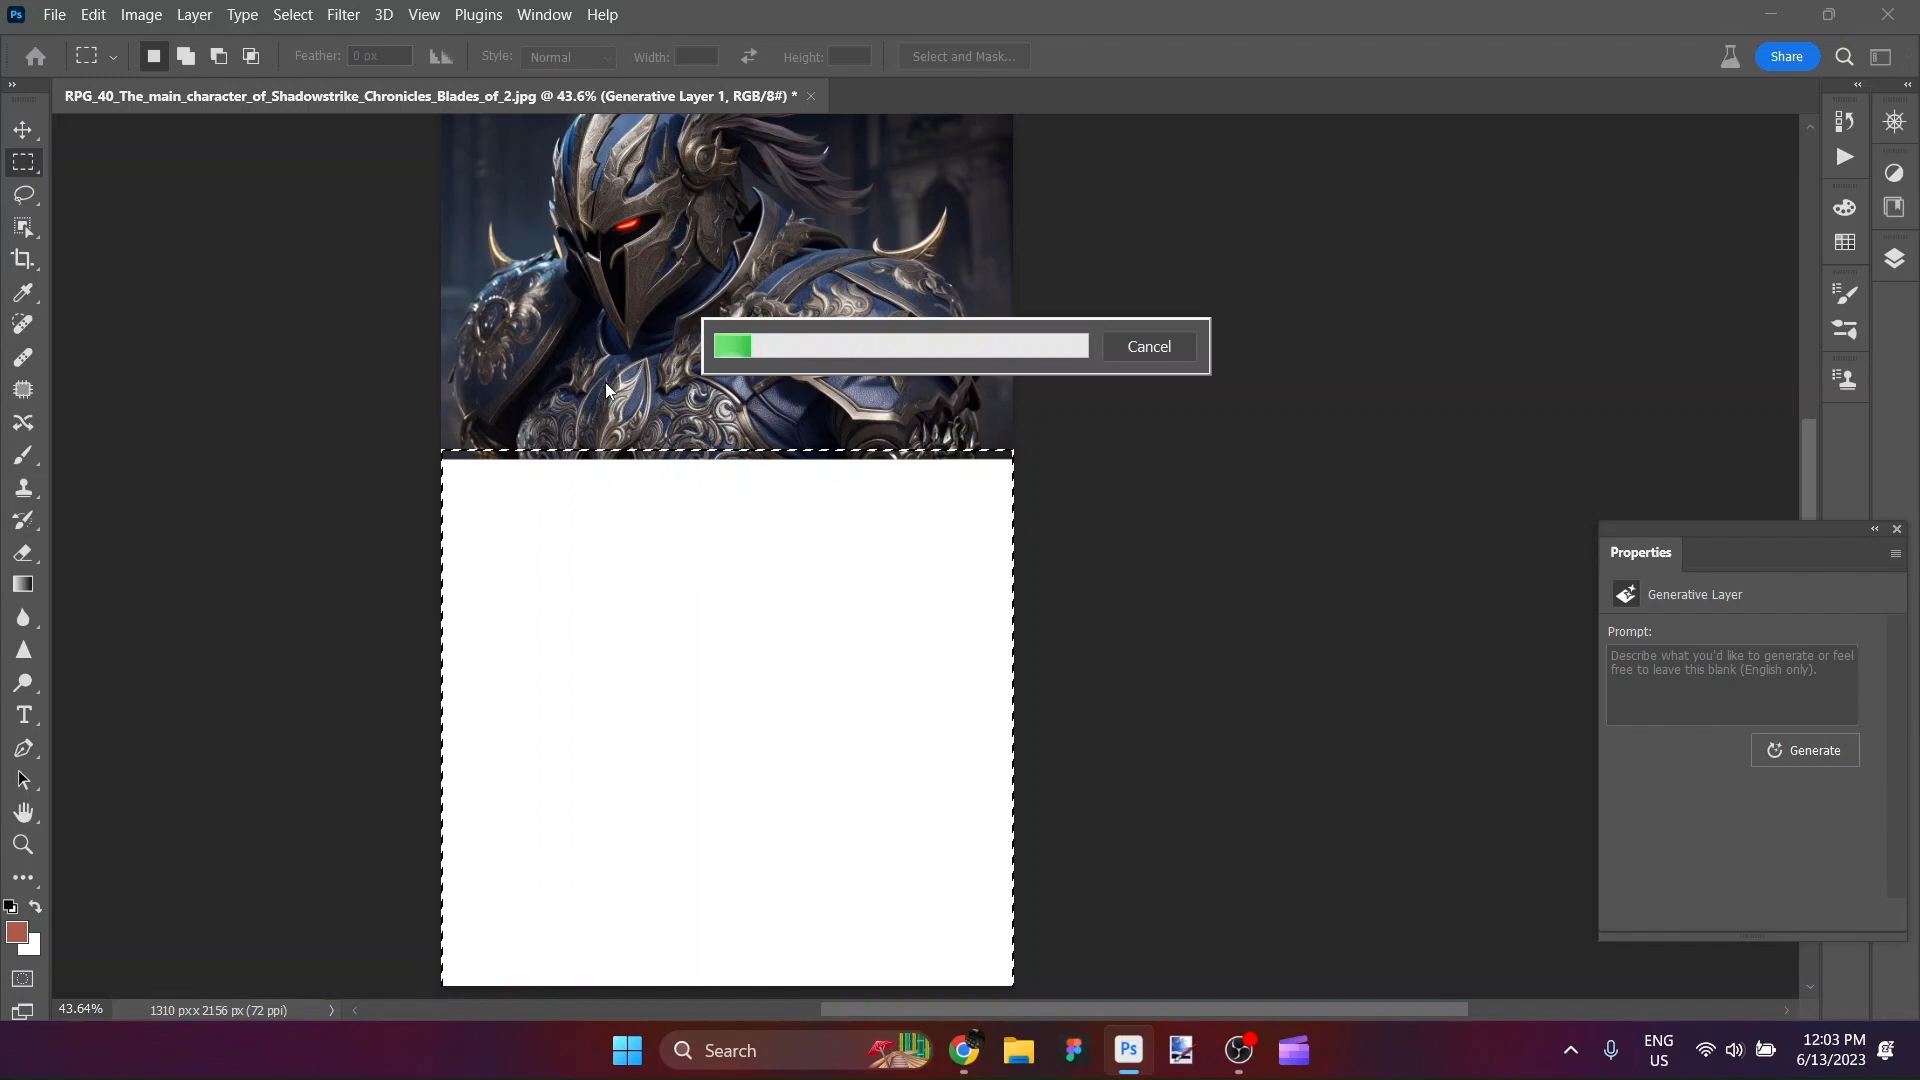 Ps File Edit Image Layer Type Select Filter 3D View Plugins Window Help
Feather: 0 px Style: Normal Width: Height: Select and Mask... Share
RPG_40_The_main_character_of_Shadowstrike_Chronicles_Blades_of_2.jpg @ 43.6% (Generative Layer 1, RGB/8#) *
Cancel
Properties
Generative Layer
Prompt:
Describe what you'd like to generate or feel
free to leave this blank (English only).
Generate
43.64% 1310 px x 2156 px (72 ppi)
Search
Ps
ENG
US
12:03 PM
6/13/2023